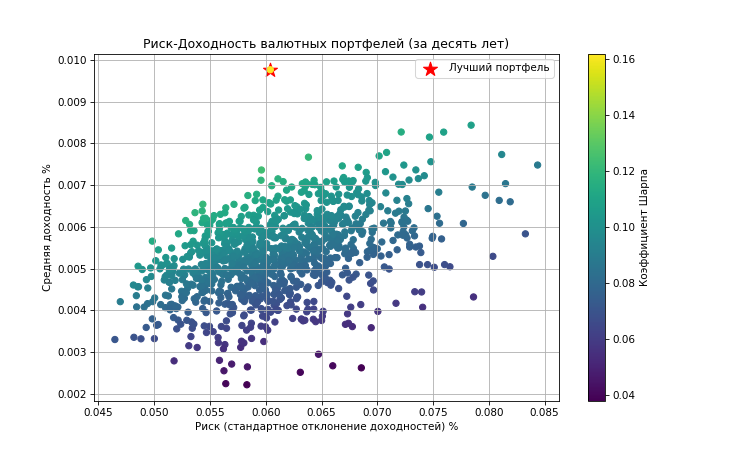 Риск-Доходность валютных портфелей (за десять лет)
Лучший портфель
Средняя доходность %
0.010
0.009
0.008
0.007
0.006
0.005
0.004
0.003
0.002
0.045 0.050 0.055 0.060 0.065 0.070 0.075 0.080 0.085
Риск (стандартное отклонение доходностей) %
0.16
0.14
0.12
0.10
0.08
0.06
0.04
Коэффициент Шарпа